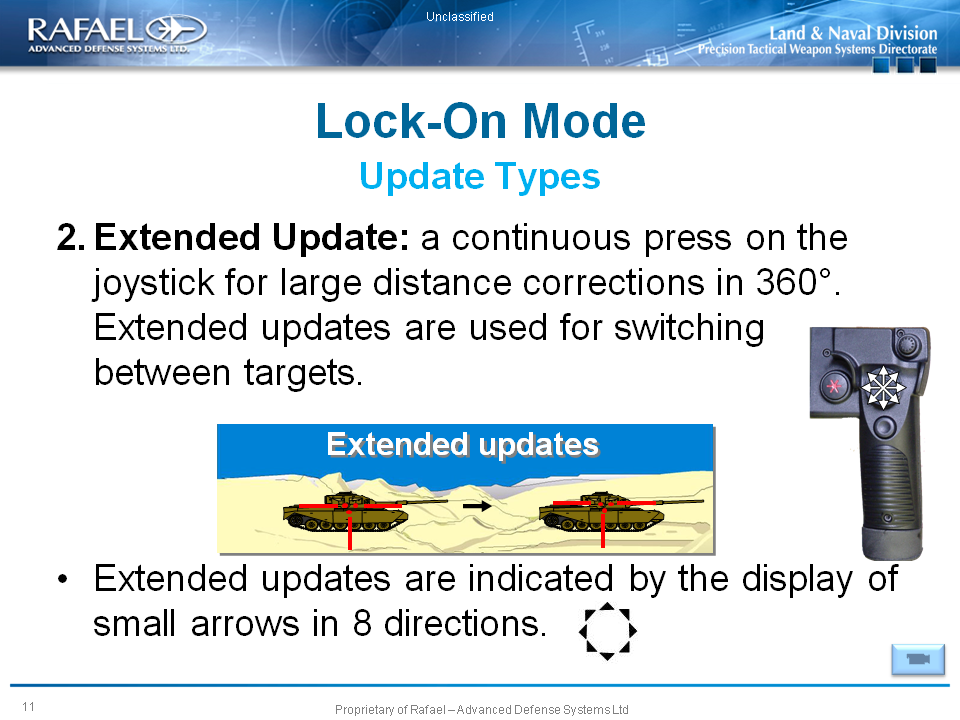 Unclassified
RAFAEL
ADVANCED DEFENSE SYSTEMS LTD.
Land & Naval Division
Precision Tactical Weapon Systems Directorate
Lock-On Mode
Update Types
2. Extended Update: a continuous press on the
joystick for large distance corrections in 360°.
Extended updates are used for switching
between targets.
Extended updates
• Extended updates are indicated by the display of
small arrows in 8 directions.
11
Proprietary of Rafael – Advanced Defense Systems Ltd